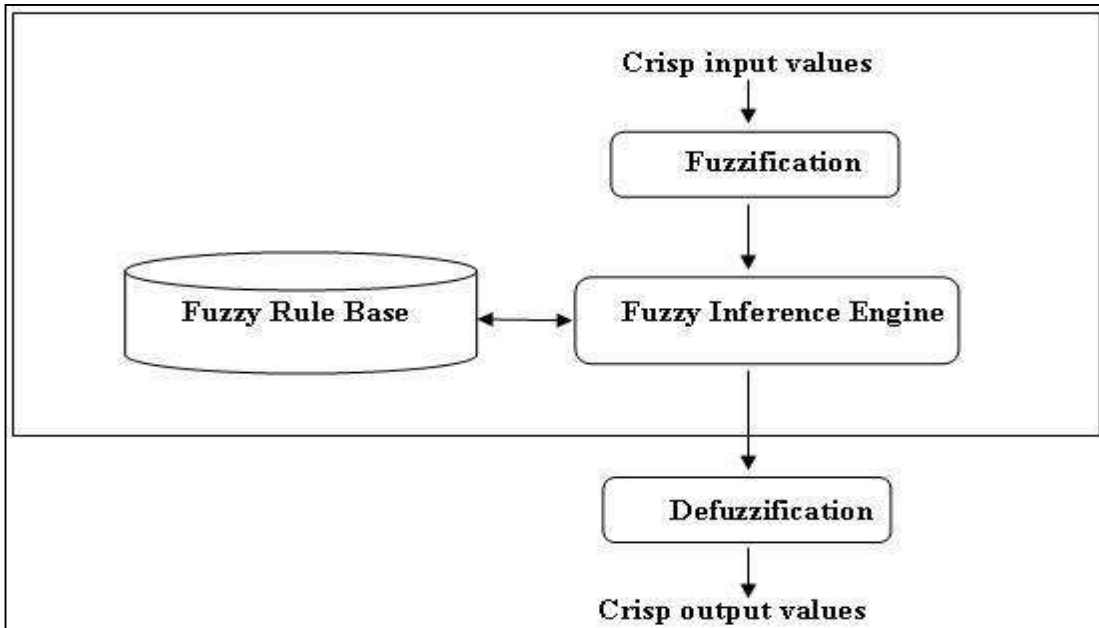 Crisp input values
Fuzzification
Fuzzy Rule Base
Fuzzy Inference Engine
Defuzzification
Crisp output values